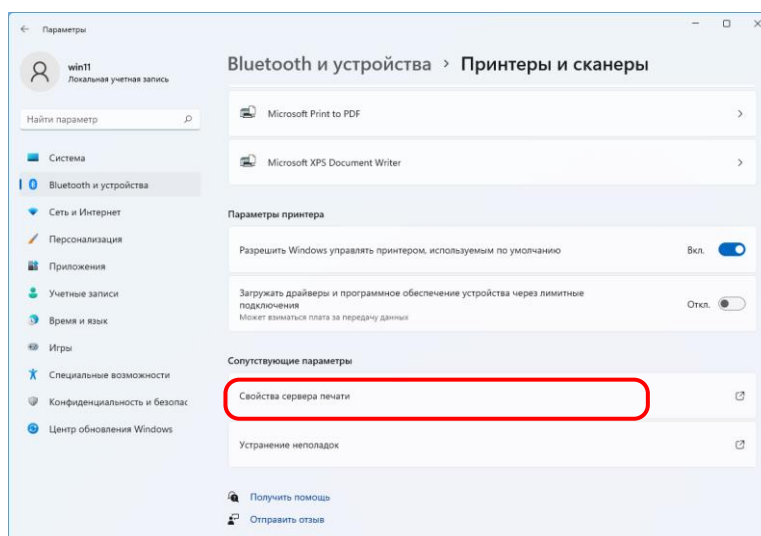 Параметры
win11
Локальная учетная запись
Найти параметр
Система
Bluetooth и устройства
Сеть и Интернет
Персонализация
Приложения
Учетные записи
Время и язык
Игры
Специальные возможности
Конфиденциальность и безопас
Центр обновления Windows
Bluetooth и устройства > Принтеры и сканеры
Microsoft Print to PDF
Microsoft XPS Document Writer
Параметры принтера
Разрешить Windows управлять принтером, используемым по умолчанию
Вкл.
Загружать драйверы и программное обеспечение устройства через лимитные
подключения
Может взиматься плата за передачу данных
Откл.
Сопутствующие параметры
Свойства сервера печати
Устранение неполадок
Получить помощь
Отправить отзыв